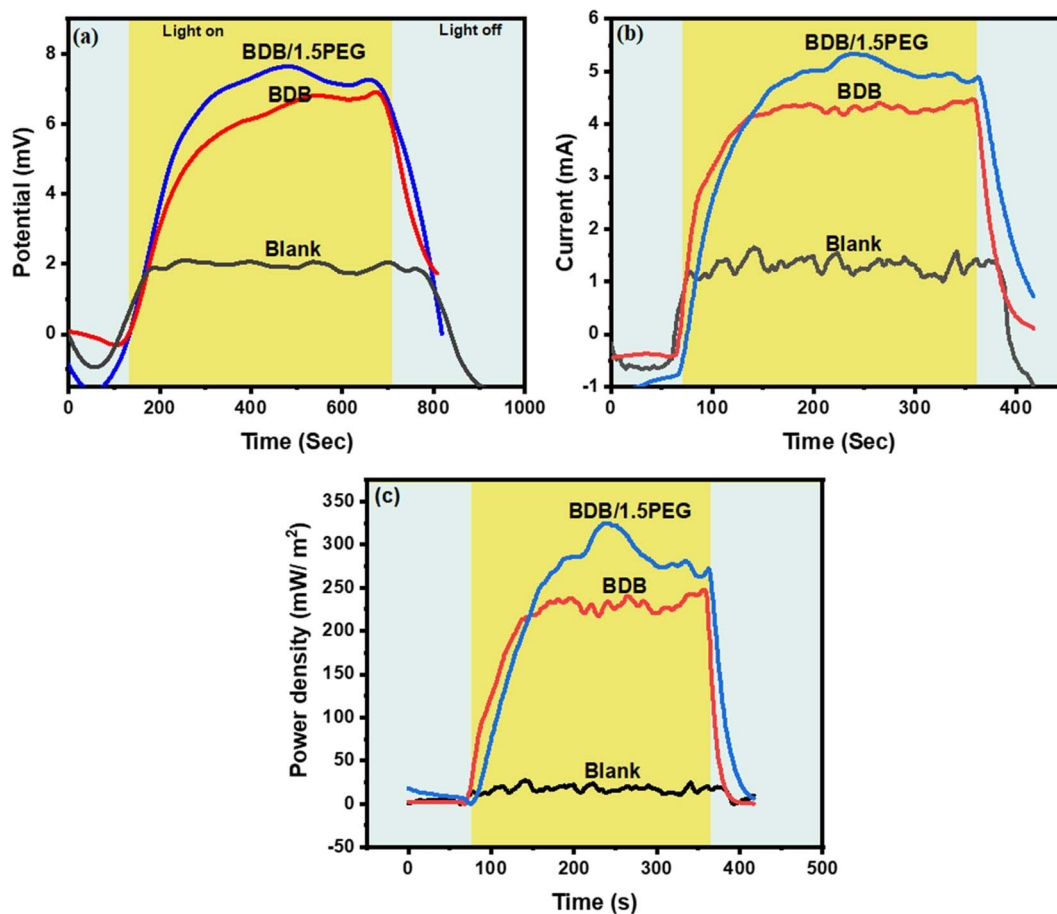 (a)
Light on
Light off
BDB/1.5PEG
BDB
Blank
8
6
4
2
0
Potential (mV)
0 200 400 600 800 1000
Time (Sec)
(b)
BDB/1.5PEG
BDB
Blank
6
5
4
3
2
1
0
-1
Current (mA)
0 100 200 300 400
Time (Sec)
(c)
BDB/1.5PEG
BDB
Blank
350
300
250
200
150
100
50
0
-50
Power density (mW/ m²)
0 100 200 300 400 500
Time (s)